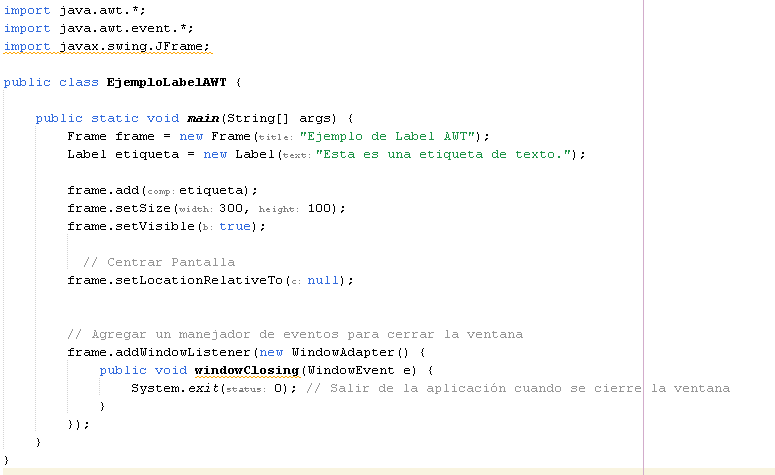 import java.awt.*;
import java.awt.event.*;
import javax.swing.JFrame;
public class EjemploLabelAWT {
public static void main(String[] args) {
Frame frame = new Frame(title: "Ejemplo de Label AWT");
Label etiqueta = new Label(text: "Esta es una etiqueta de texto.");
frame.add(comp: etiqueta);
frame.setSize(width: 300, height: 100);
frame.setVisible(b: true);
// Centrar Pantalla
frame.setLocationRelativeTo(c: null);
// Agregar un manejador de eventos para cerrar la ventana
frame.addWindowListener(new WindowAdapter() {
public void windowClosing(WindowEvent e) {
System.exit(status: 0); // Salir de la aplicación cuando se cierre la ventana
}
});
}
}